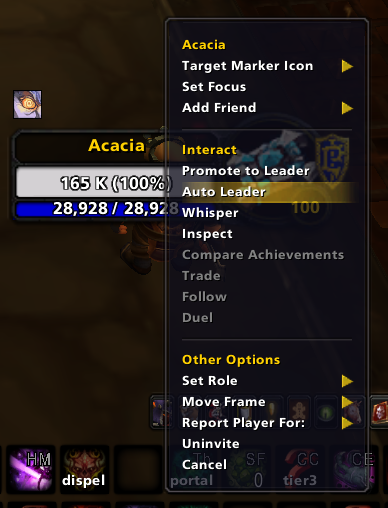 Acacia
Target Marker Icon
Set Focus
Add Friend
Acacia
165 K (100%)
28,928 / 28,928
100
Interact
Promote to Leader
Auto Leader
Whisper
Inspect
Compare Achievements
Trade
Follow
Duel
Other Options
Set Role
Move Frame
Report Player For:
Uninvite
Cancel
HM
Th
SF
CC
CE
dispel
portal
0
tier3